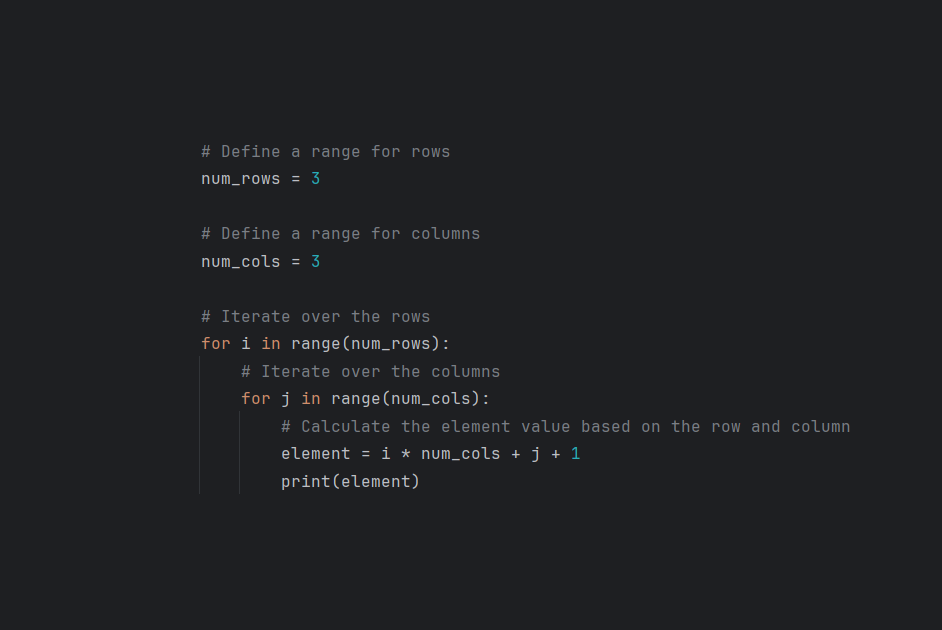 # Define a range for rows
num_rows = 3
# Define a range for columns
num_cols = 3
# Iterate over the rows
for i in range(num_rows):
    # Iterate over the columns
    for j in range(num_cols):
        # Calculate the element value based on the row and column
        element = i * num_cols + j + 1
        print(element)